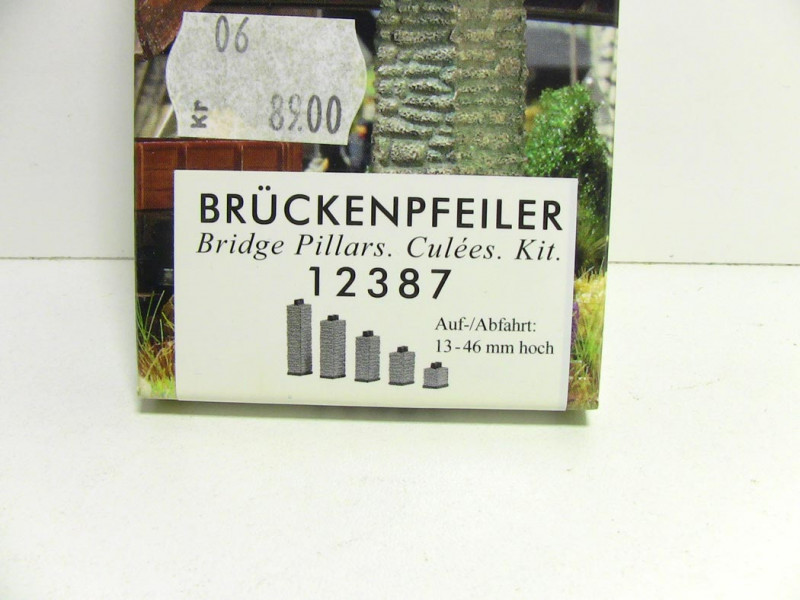 06
Kr 89.00
BRÜCKENPFEILER
Bridge Pillars. Culées. Kit.
12387
Auf-/Abfahrt:
13-46 mm hoch